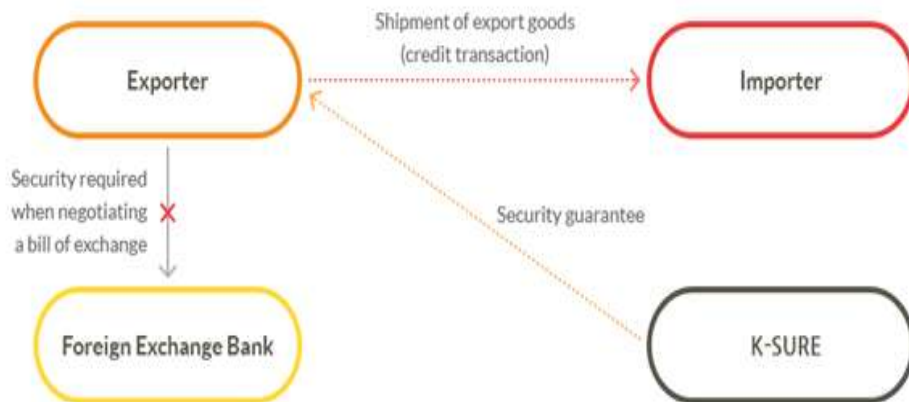 Shipment of export goods
(credit transaction)
Exporter
Importer
Security required
when negotiating
a bill of exchange
Security guarantee
Foreign Exchange Bank
K-SURE